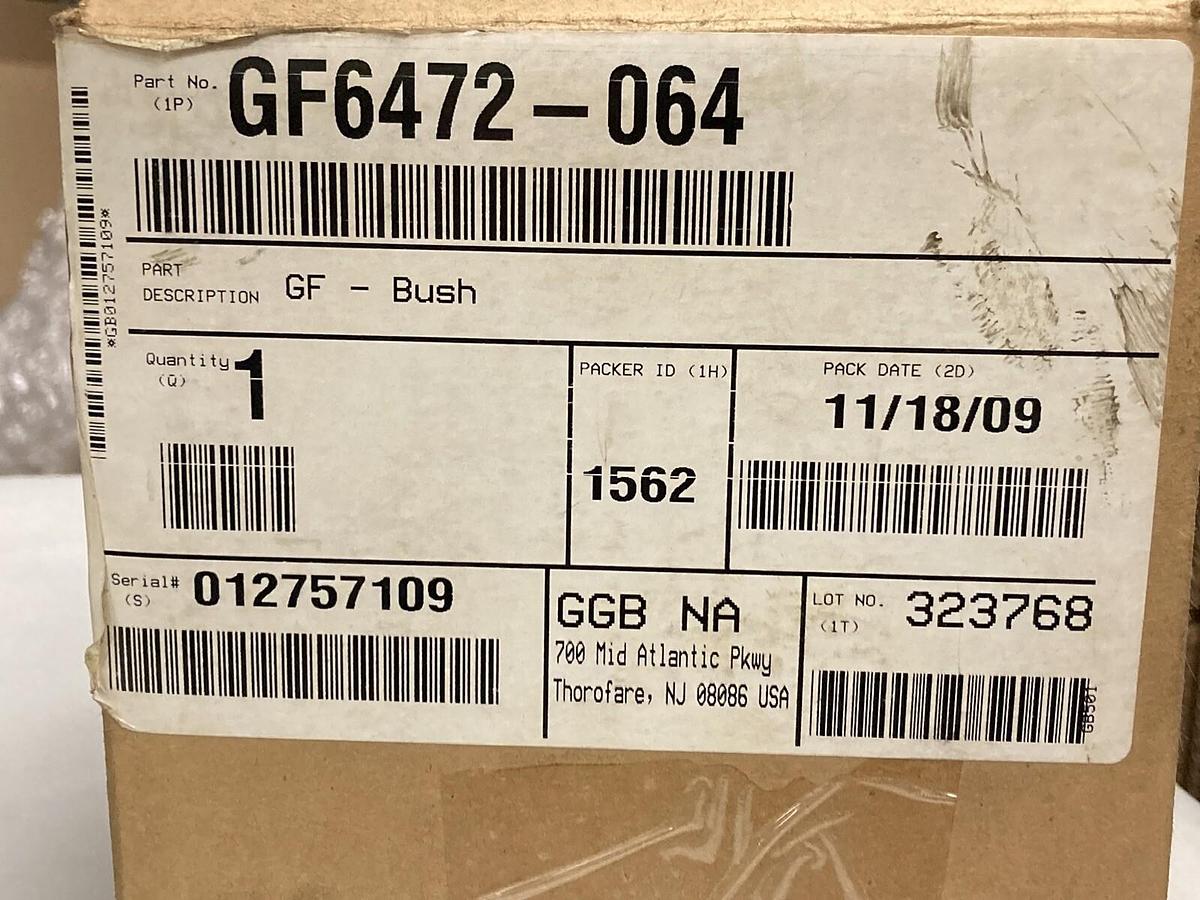 Part No.
(1P)
GF6472-064
*GB012757109*
PART
DESCRIPTION
GF - Bush
Quantity
(Q)
1
PACKER ID (1H)
1562
PACK DATE (2D)
11/18/09
Serial#
(S)
012757109
GGB NA
700 Mid Atlantic Pkwy
Thorofare, NJ 08086 USA
LOT NO.
(1T)
323768